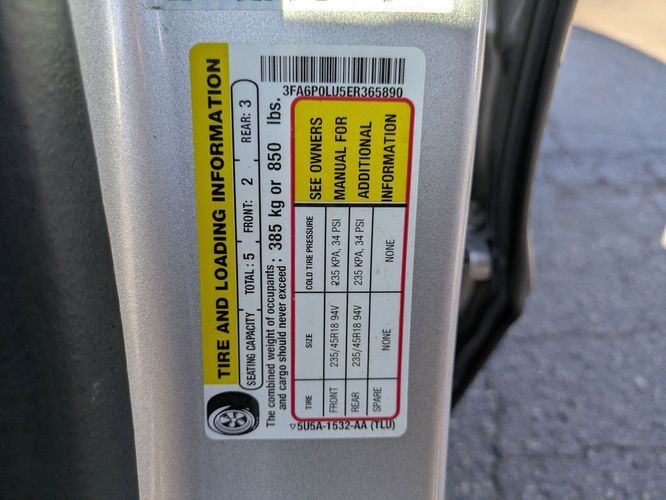 TIRE AND LOADING INFORMATION
SEATING CAPACITY TOTAL : 5 FRONT: 2 REAR: 3
The combined weight of occupants
and cargo should never exceed : 385 kg or 850 lbs.
TIRE SIZE COLD TIRE PRESSURE
FRONT 235/45R18 94V 235 KPA, 34 PSI
REAR 235/45R18 94V 235 KPA, 34 PSI
SPARE NONE NONE
SEE OWNERS
MANUAL FOR
ADDITIONAL
INFORMATION
3FA6P0LU5ER365890
5U5A-1532-AA (TLU)